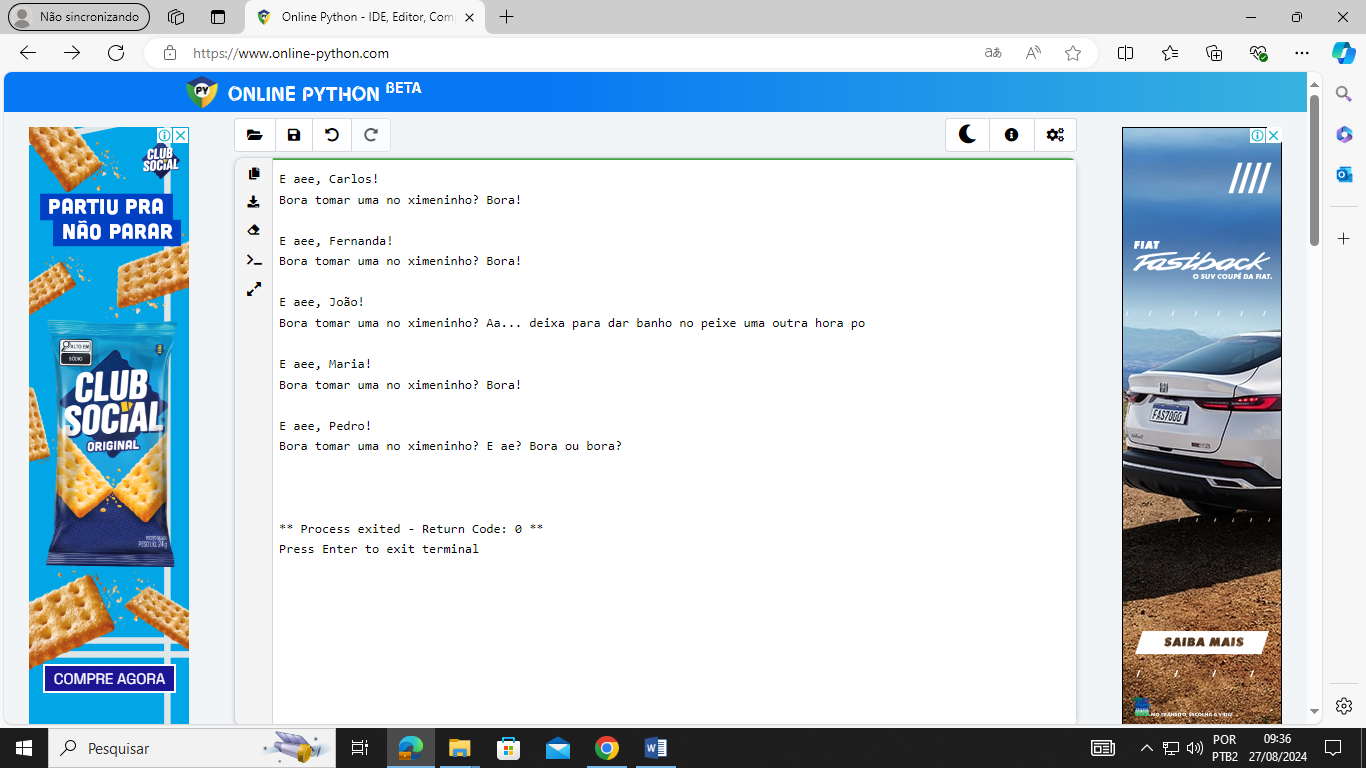 Não sincronizando
Online Python - IDE, Editor, Com
https://www.online-python.com
PY ONLINE PYTHON BETA
CLUB SOCIAL
PARTIU PRA
NÃO PARAR
ALTO EM
SÓDIO
CLUB
SOCIAL
ORIGINAL
COMPRE AGORA
E aee, Carlos!
Bora tomar uma no ximeninho? Bora!
E aee, Fernanda!
Bora tomar uma no ximeninho? Bora!
E aee, João!
Bora tomar uma no ximeninho? Aa... deixa para dar banho no peixe uma outra hora po
E aee, Maria!
Bora tomar uma no ximeninho? Bora!
E aee, Pedro!
Bora tomar uma no ximeninho? E ae? Bora ou bora?
** Process exited - Return Code: 0 **
Press Enter to exit terminal
FIAT
Fastback
O SUV COUPÉ DA FIAT.
FAS7000
SAIBA MAIS
NO TRÂNSITO, ESCOLHA A VIDA!
Pesquisar
POR
PTB2
09:36
27/08/2024